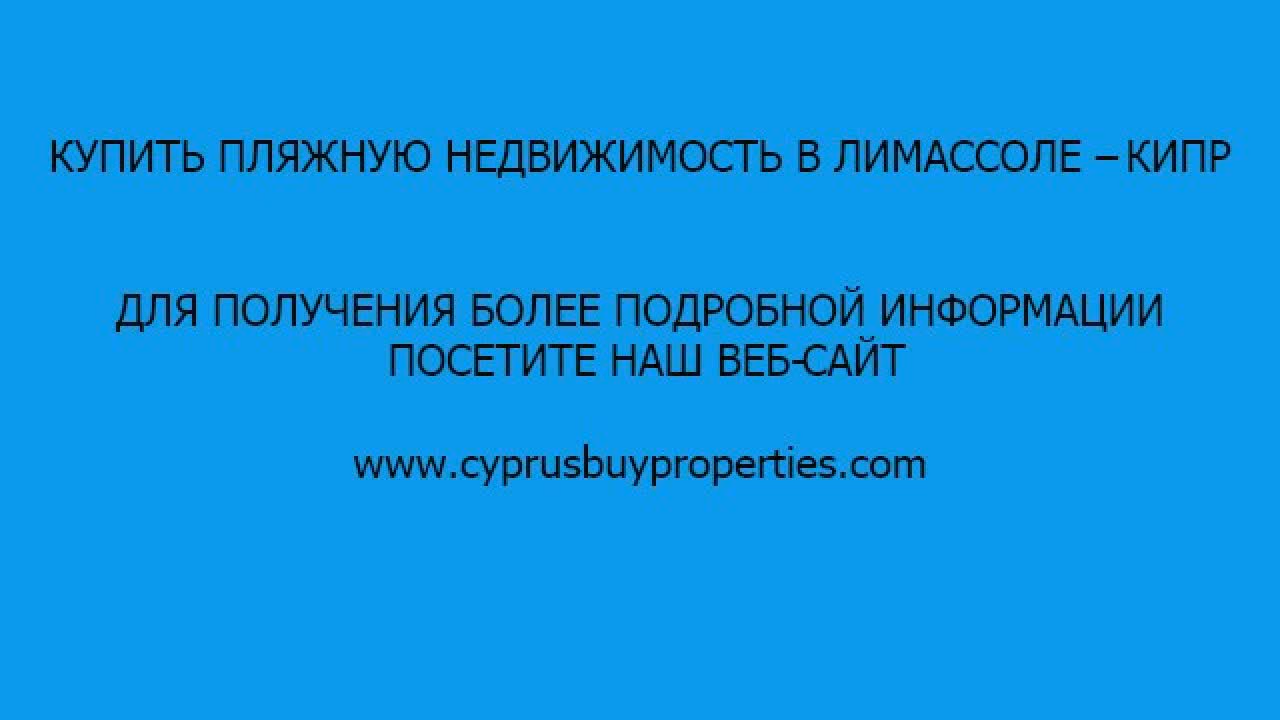 КУПИТЬ ПЛЯЖНУЮ НЕДВИЖИМОСТЬ В ЛИМАССОЛЕ – КИПР
ДЛЯ ПОЛУЧЕНИЯ БОЛЕЕ ПОДРОБНОЙ ИНФОРМАЦИИ
ПОСЕТИТЕ НАШ ВЕБ-САЙТ
www.cyprusbuyproperties.com